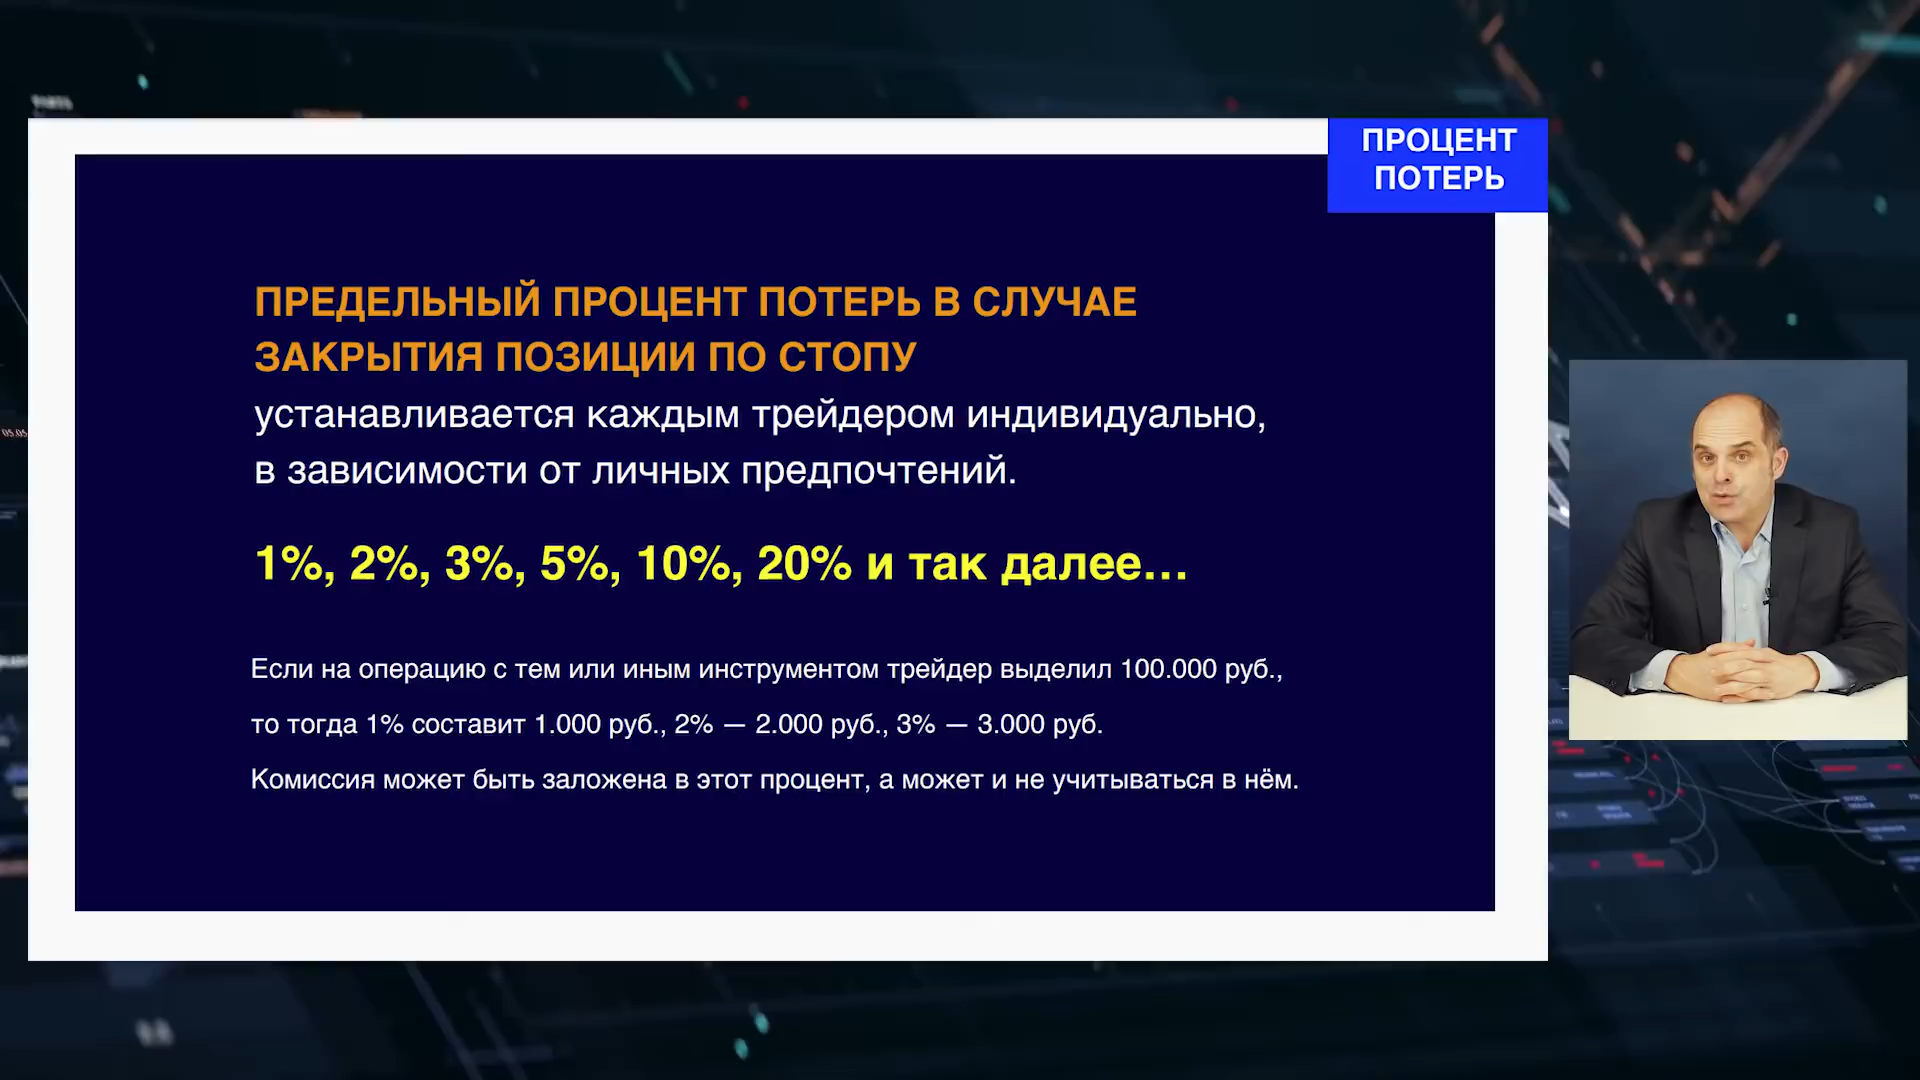 ПРОЦЕНТ
ПОТЕРЬ
ПРЕДЕЛЬНЫЙ ПРОЦЕНТ ПОТЕРЬ В СЛУЧАЕ
ЗАКРЫТИЯ ПОЗИЦИИ ПО СТОПУ
устанавливается каждым трейдером индивидуально,
в зависимости от личных предпочтений.
1%, 2%, 3%, 5%, 10%, 20% и так далее...
Если на операцию с тем или иным инструментом трейдер выделил 100.000 руб.,
то тогда 1% составит 1.000 руб., 2% — 2.000 руб., 3% — 3.000 руб.
Комиссия может быть заложена в этот процент, а может и не учитываться в нём.